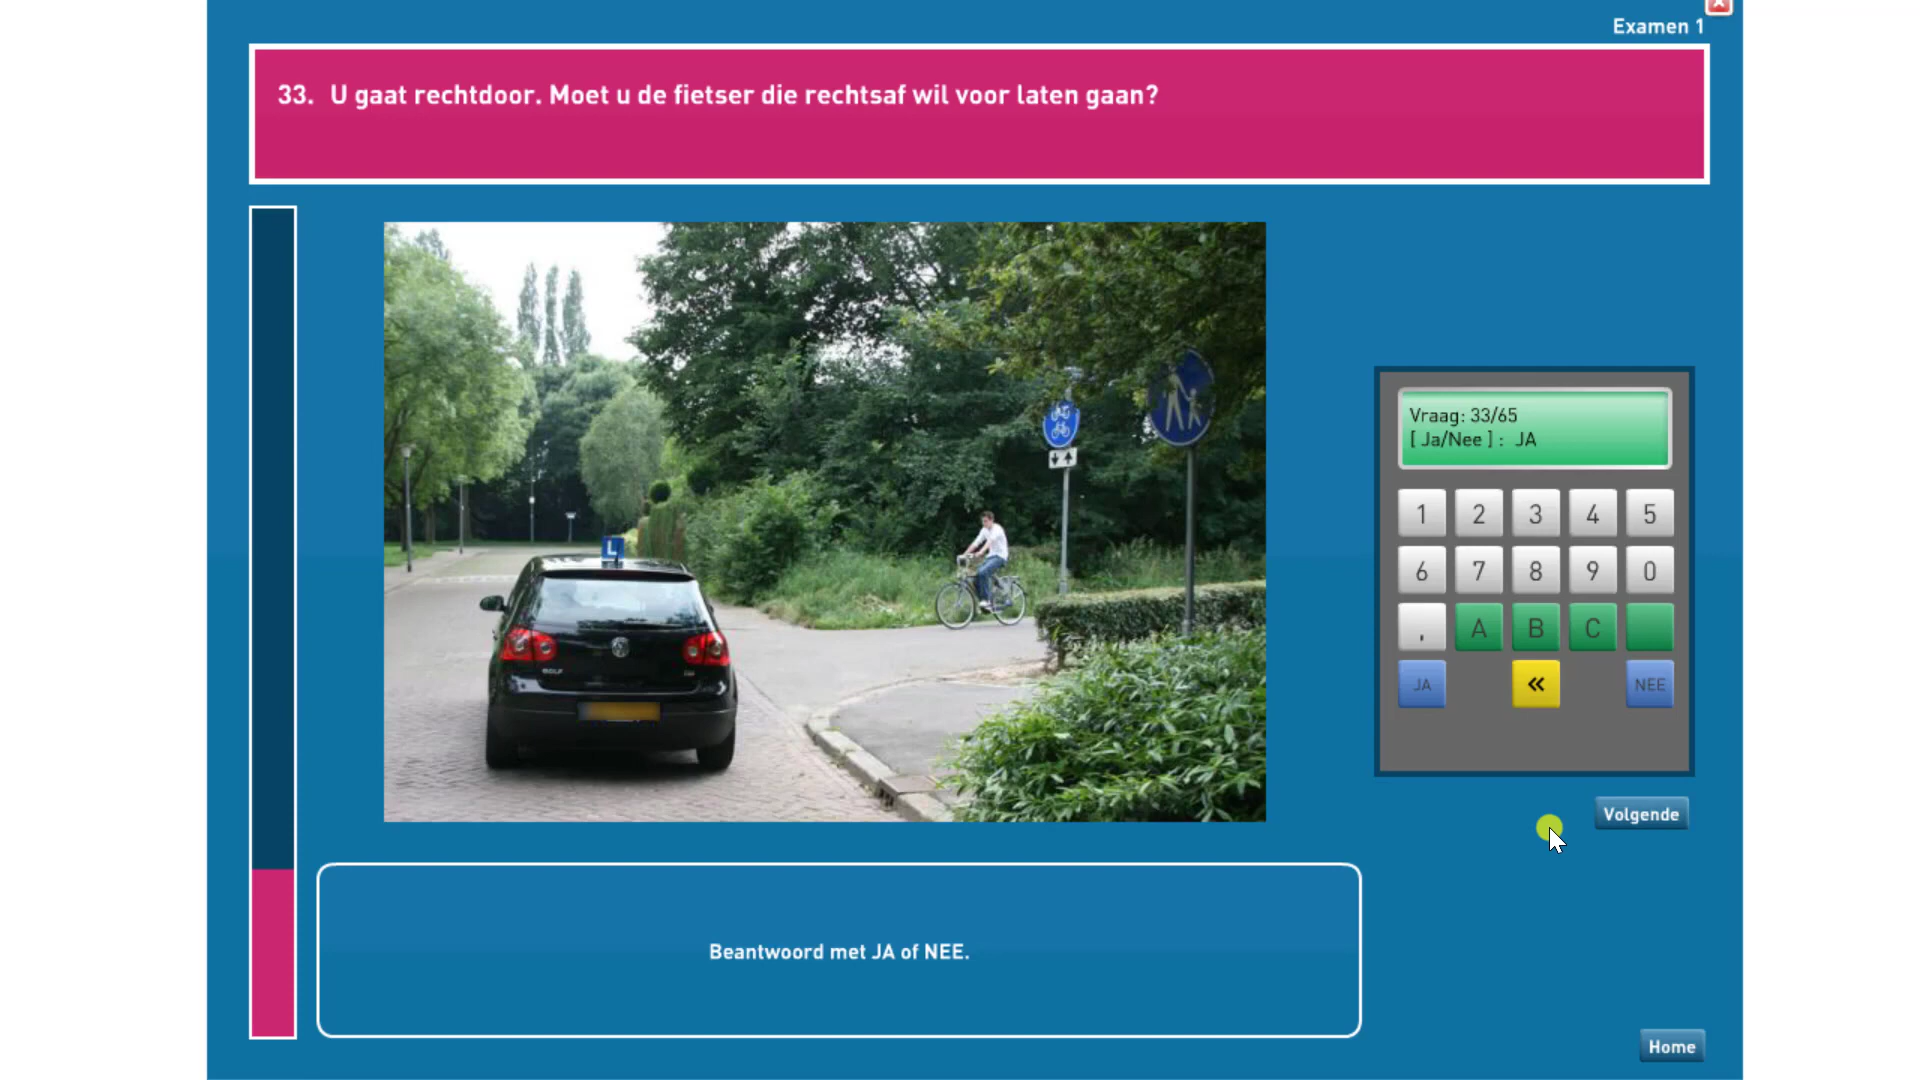 Examen 1
33. U gaat rechtdoor. Moet u de fietser die rechtsaf wil voor laten gaan?
L
GOLF
Vraag: 33/65
[ Ja/Nee ] : JA
1 2 3 4 5
6 7 8 9 0
, A B C
JA « NEE
Volgende
Beantwoord met JA of NEE.
Home